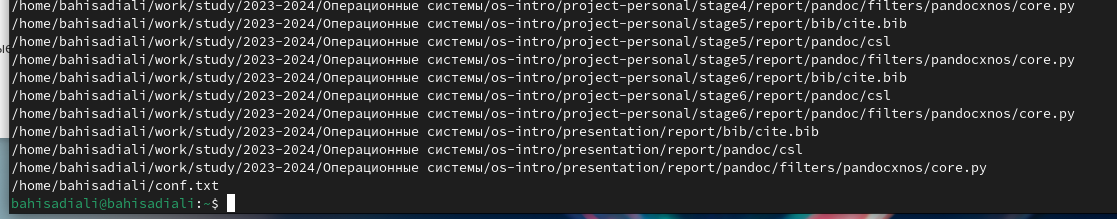 /home/bahisadiali/work/study/2023-2024/Операционные системы/os-intro/project-personal/stage4/report/pandoc/filters/pandocxnos/core.py
/home/bahisadiali/work/study/2023-2024/Операционные системы/os-intro/project-personal/stage5/report/bib/cite.bib
/home/bahisadiali/work/study/2023-2024/Операционные системы/os-intro/project-personal/stage5/report/pandoc/csl
/home/bahisadiali/work/study/2023-2024/Операционные системы/os-intro/project-personal/stage5/report/pandoc/filters/pandocxnos/core.py
/home/bahisadiali/work/study/2023-2024/Операционные системы/os-intro/project-personal/stage6/report/bib/cite.bib
/home/bahisadiali/work/study/2023-2024/Операционные системы/os-intro/project-personal/stage6/report/pandoc/csl
/home/bahisadiali/work/study/2023-2024/Операционные системы/os-intro/project-personal/stage6/report/pandoc/filters/pandocxnos/core.py
/home/bahisadiali/work/study/2023-2024/Операционные системы/os-intro/presentation/report/bib/cite.bib
/home/bahisadiali/work/study/2023-2024/Операционные системы/os-intro/presentation/report/pandoc/csl
/home/bahisadiali/work/study/2023-2024/Операционные системы/os-intro/presentation/report/pandoc/filters/pandocxnos/core.py
/home/bahisadiali/conf.txt
bahisadiali@bahisadiali:~$